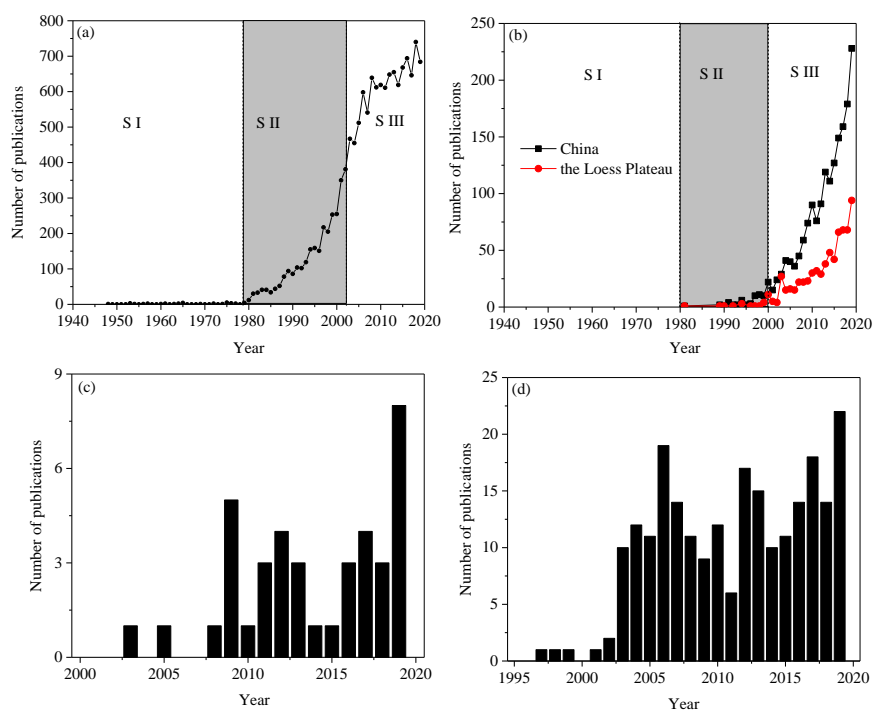 (a)
S I
S II
S III
800
700
600
500
400
300
200
100
0
1940 1950 1960 1970 1980 1990 2000 2010 2020
Number of publications
Year
(b)
S I
S II
S III
China
the Loess Plateau
250
200
150
100
50
0
1940 1950 1960 1970 1980 1990 2000 2010 2020
Number of publications
Year
(c)
9
6
3
0
2000 2005 2010 2015 2020
Number of publications
Year
(d)
25
20
15
10
5
0
1995 2000 2005 2010 2015 2020
Number of publications
Year